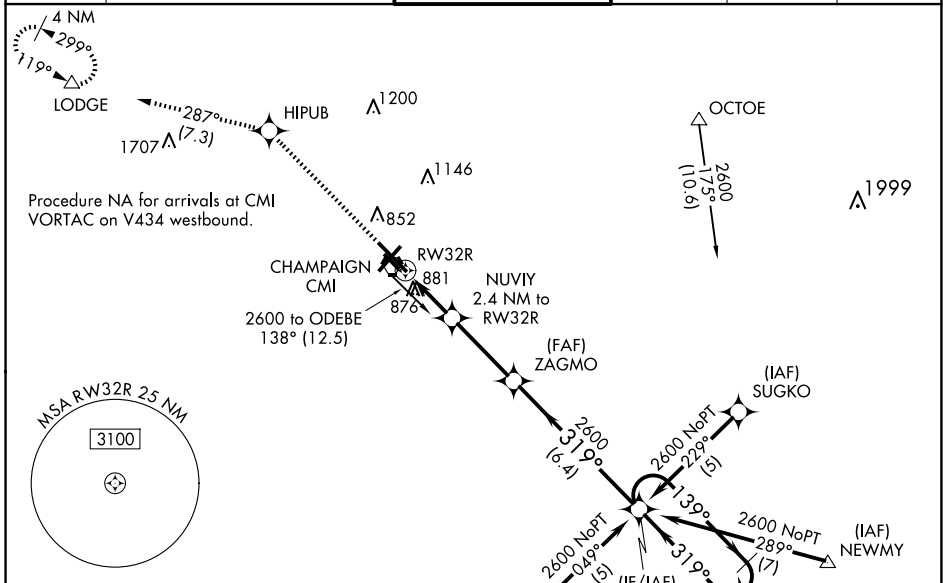 4 NM
299°
119°
LODGE
287°
(7.3)
HIPUB
1200
1707
1146
OCTOE
2600
175°
(10.6)
1999
Procedure NA for arrivals at CMI
VORTAC on V434 westbound.
852
RW32R
CHAMPAIGN
CMI
881
876
NUVIY
2.4 NM to
RW32R
2600 to ODEBE
138° (12.5)
(FAF)
ZAGMO
(IAF)
SUGKO
MSA RW32R 25 NM
3100
2600
319°
(6.4)
2600 NoPT
229°
(5)
139°
2600 NoPT
289°
(7)
(IAF)
NEWMY
2600 NoPT
049°
(5)
319°
(IF/IAF)